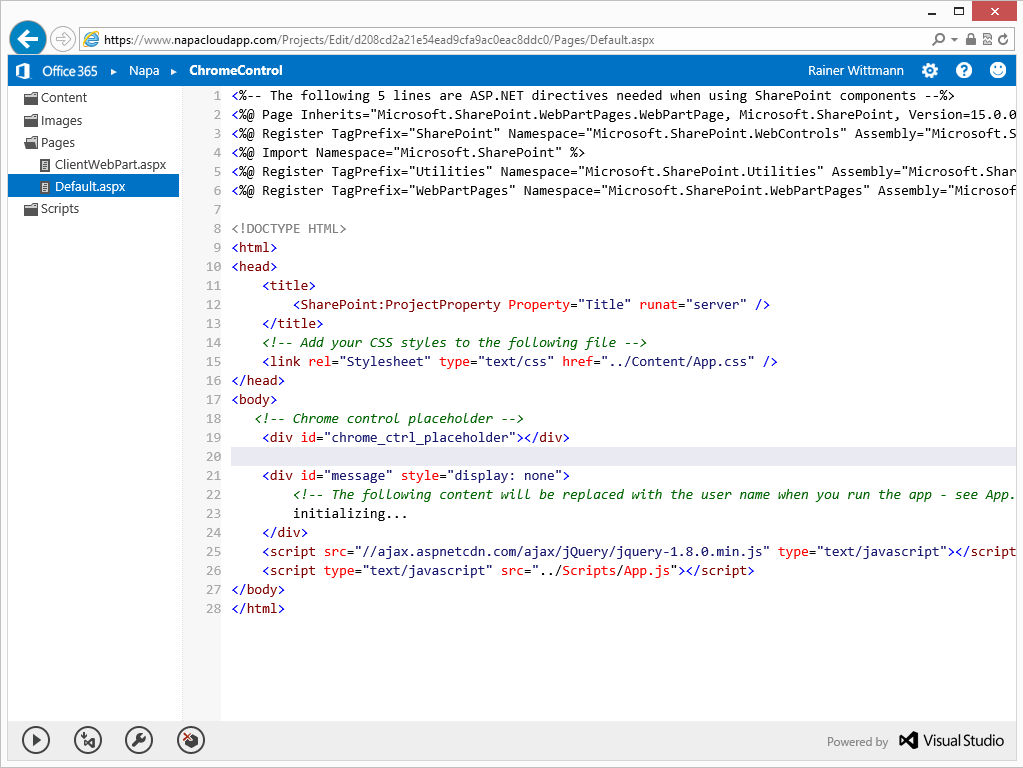 https://www.napacloudapp.com/Projects/Edit/d208cd2a21e54ead9cfa9ac0eac8ddc0/Pages/Default.aspx
Office 365 ▸ Napa ▸ ChromeControl Rainer Wittmann
Content
Images
Pages
ClientWebPart.aspx
Default.aspx
Scripts
1 <%-- The following 5 lines are ASP.NET directives needed when using SharePoint components --%>
2 <%@ Page Inherits="Microsoft.SharePoint.WebPartPages.WebPartPage, Microsoft.SharePoint, Version=15.0.0
3 <%@ Register TagPrefix="SharePoint" Namespace="Microsoft.SharePoint.WebControls" Assembly="Microsoft.S
4 <%@ Import Namespace="Microsoft.SharePoint" %>
5 <%@ Register TagPrefix="Utilities" Namespace="Microsoft.SharePoint.Utilities" Assembly="Microsoft.Shar
6 <%@ Register TagPrefix="WebPartPages" Namespace="Microsoft.SharePoint.WebPartPages" Assembly="Microsof
7
8 <!DOCTYPE HTML>
9 <html>
10 <head>
11 <title>
12 <SharePoint:ProjectProperty Property="Title" runat="server" />
13 </title>
14 <!-- Add your CSS styles to the following file -->
15 <link rel="Stylesheet" type="text/css" href="../Content/App.css" />
16 </head>
17 <body>
18 <!-- Chrome control placeholder -->
19 <div id="chrome_ctrl_placeholder"></div>
20
21 <div id="message" style="display: none">
22 <!-- The following content will be replaced with the user name when you run the app - see App.
23 initializing...
24 </div>
25 <script src="//ajax.aspnetcdn.com/ajax/jQuery/jquery-1.8.0.min.js" type="text/javascript"></script
26 <script type="text/javascript" src="../Scripts/App.js"></script>
27 </body>
28 </html>
Powered by Visual Studio